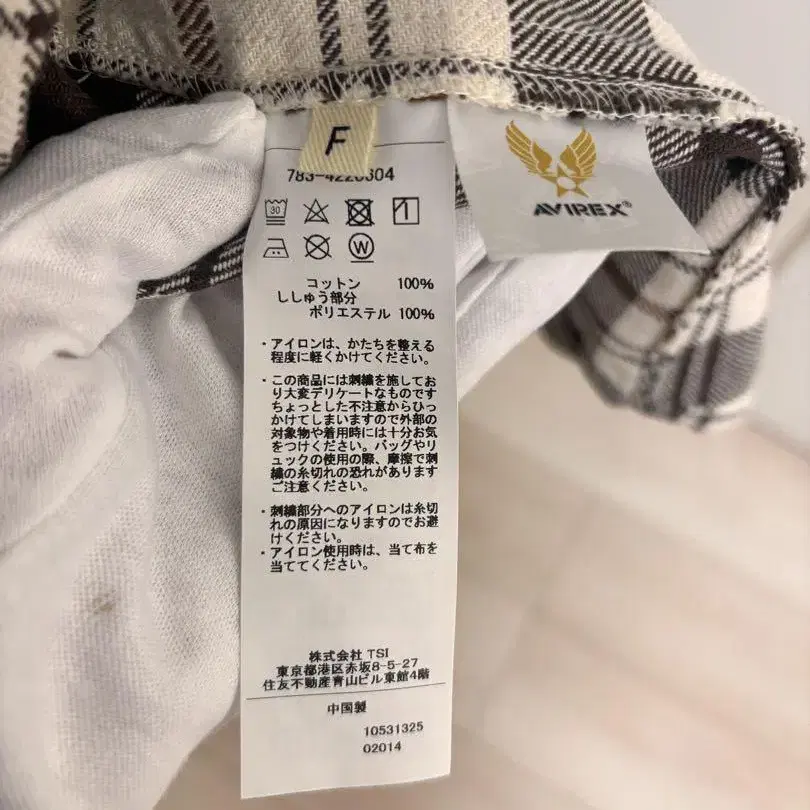 F
AVIREX®
783-4220604
30
W
コットン 100%
ししゅう部分
ポリエステル 100%
・アイロンは、かたちを整える
程度に軽くかけてください。
・この商品には刺繍を施してお
り大変デリケートなものです
ちょっとした不注意からひっ
かけてしまいますので外部の
対象物や着用時には十分お気
をつけください。バッグやリ
ュックの使用の際、摩擦で刺
繍の糸切れの恐れがあります
ご注意ください。
・刺繍部分へのアイロンは糸切
れの原因になりますのでお避
けください。
・アイロン使用時は、当て布を
当ててください。
株式会社 TSI
東京都港区赤坂8-5-27
住友不動産青山ビル東館4階
中国製
10531325
02014